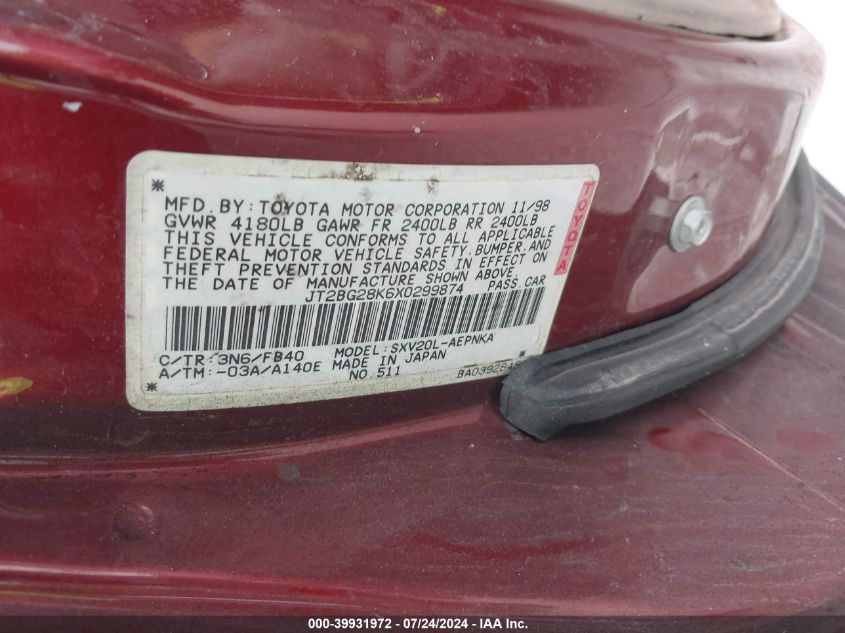 MFD. BY: TOYOTA MOTOR CORPORATION 11/98
GVWR 4180LB GAWR FR 2400LB RR 2400LB
THIS VEHICLE CONFORMS TO ALL APPLICABLE
FEDERAL MOTOR VEHICLE SAFETY, BUMPER, AND
THEFT PREVENTION STANDARDS IN EFFECT ON
THE DATE OF MANUFACTURE SHOWN ABOVE.
JT2BG28K6X0299874 PASS. CAR
TOYOTA
C/TR: 3N6/FB40 MODEL: SXV20L-AEPNKA
A/TM: -03A/A140E MADE IN JAPAN
NO. 511
000-39931972 / 07/24/2024 - IAA Inc.